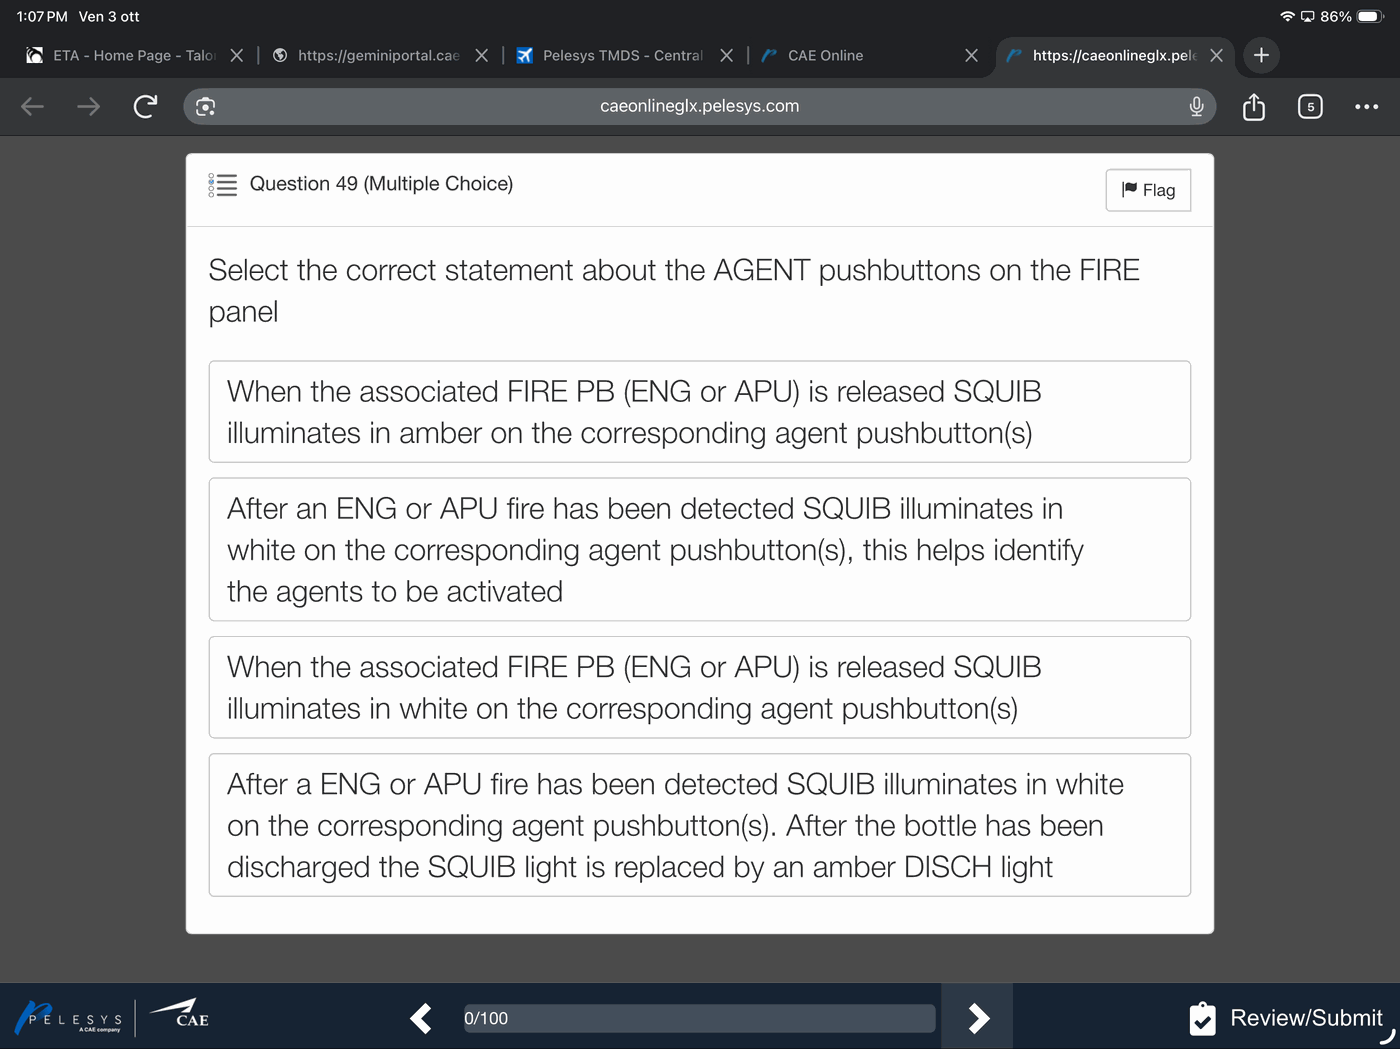 1:07 PM Ven 3 ott
86%
ETA - Home Page - Talo
https://geminiportal.cae
Pelesys TMDS - Central
CAE Online
https://caeonlineglx.pele
caeonlineglx.pelesys.com
5
Question 49 (Multiple Choice)
Flag
Select the correct statement about the AGENT pushbuttons on the FIRE
panel
When the associated FIRE PB (ENG or APU) is released SQUIB
illuminates in amber on the corresponding agent pushbutton(s)
After an ENG or APU fire has been detected SQUIB illuminates in
white on the corresponding agent pushbutton(s), this helps identify
the agents to be activated
When the associated FIRE PB (ENG or APU) is released SQUIB
illuminates in white on the corresponding agent pushbutton(s)
After a ENG or APU fire has been detected SQUIB illuminates in white
on the corresponding agent pushbutton(s). After the bottle has been
discharged the SQUIB light is replaced by an amber DISCH light
PELESYS
A CAE company
CAE
0/100
Review/Submit